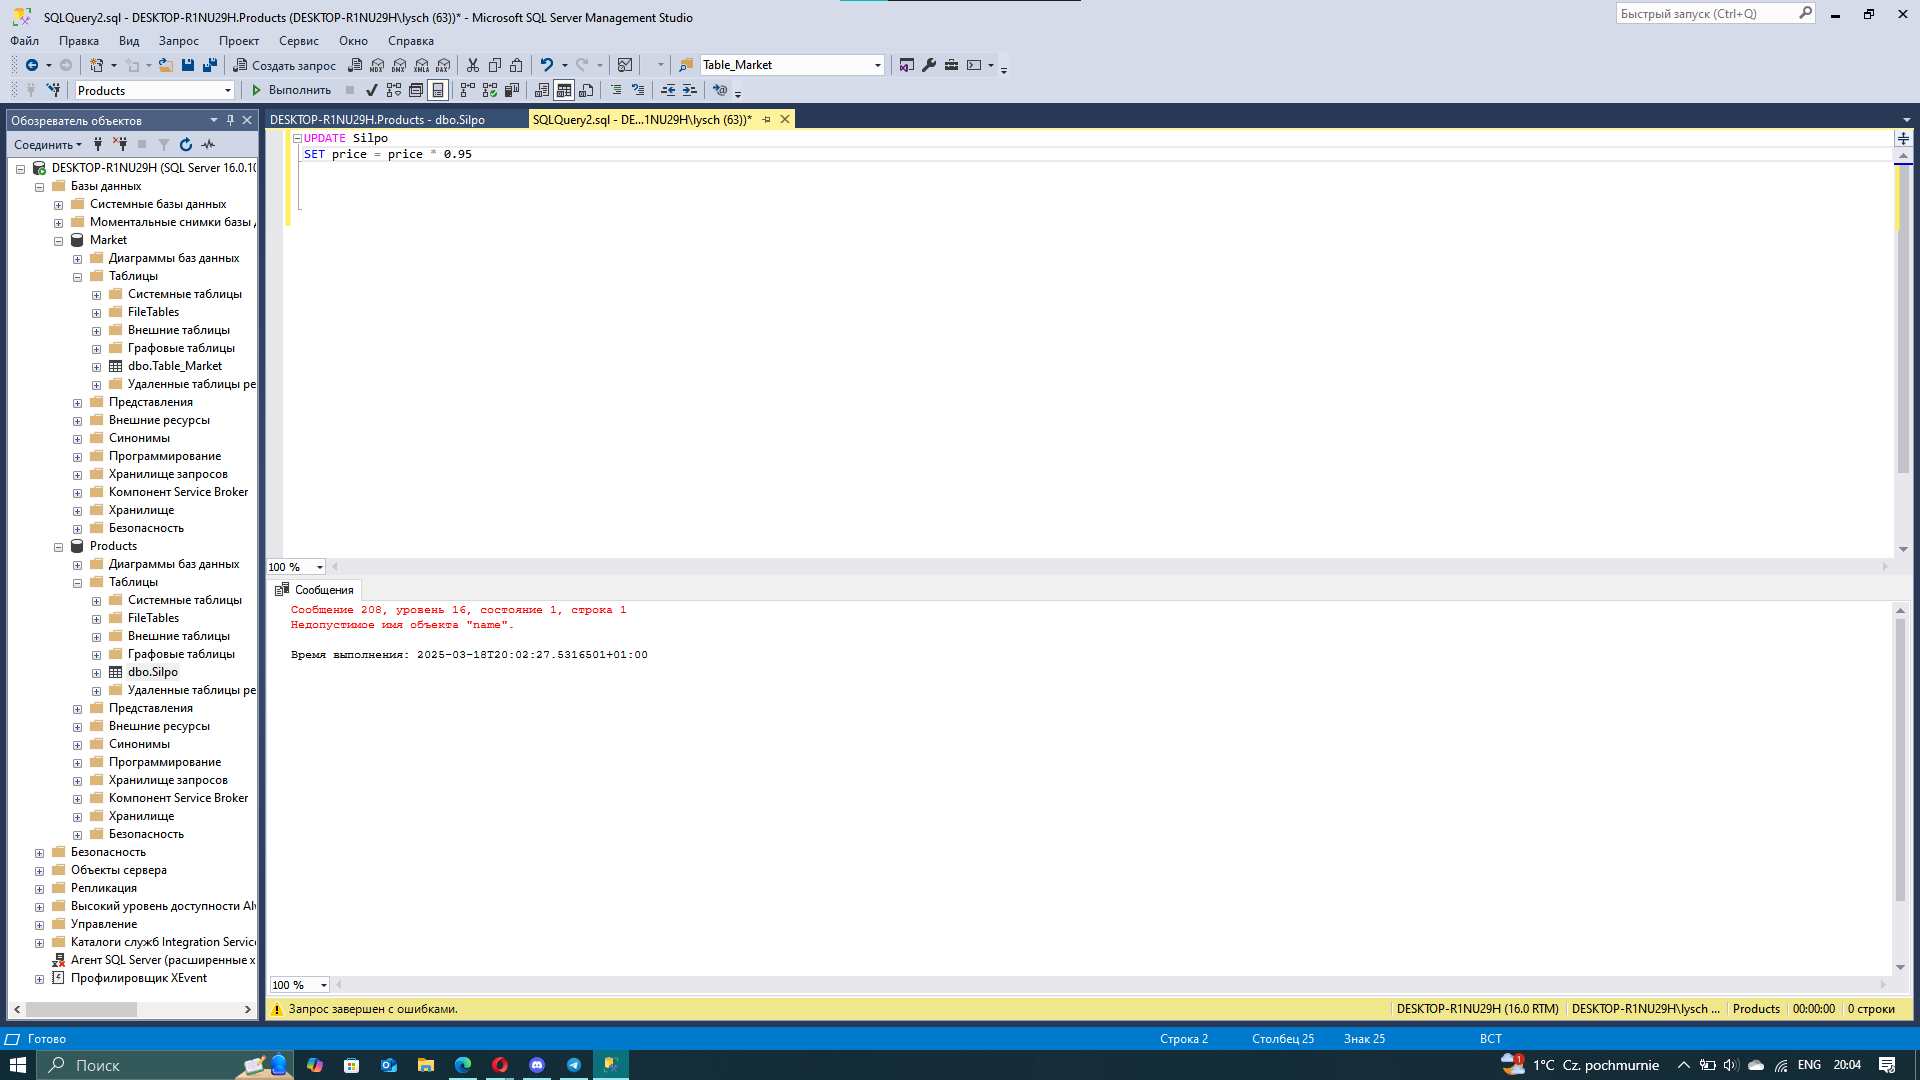 SQLQuery2.sql - DESKTOP-R1NU29H.Products (DESKTOP-R1NU29H\lysch (63))* - Microsoft SQL Server Management Studio
Быстрый запуск (Ctrl+Q)
Файл Правка Вид Запрос Проект Сервис Окно Справка
Создать запрос MDX DMX XMLA DAX Table_Market
Products Выполнить
Обозреватель объектов
DESKTOP-R1NU29H.Products - dbo.Silpo
SQLQuery2.sql - DE...1NU29H\lysch (63))*
Соединить
DESKTOP-R1NU29H (SQL Server 16.0.10
Базы данных
Системные базы данных
Моментальные снимки базы
Market
Диаграммы баз данных
Таблицы
Системные таблицы
FileTables
Внешние таблицы
Графовые таблицы
dbo.Table_Market
Удаленные таблицы ре
Представления
Внешние ресурсы
Синонимы
Программирование
Хранилище запросов
Компонент Service Broker
Хранилище
Безопасность
Products
Диаграммы баз данных
Таблицы
Системные таблицы
FileTables
Внешние таблицы
Графовые таблицы
dbo.Silpo
Удаленные таблицы ре
Представления
Внешние ресурсы
Синонимы
Программирование
Хранилище запросов
Компонент Service Broker
Хранилище
Безопасность
Безопасность
Объекты сервера
Репликация
Высокий уровень доступности Al
Управление
Каталоги служб Integration Servic
Агент SQL Server (расширенные х
Профилировщик XEvent
UPDATE Silpo
SET price = price * 0.95
100 %
Сообщения
Сообщение 208, уровень 16, состояние 1, строка 1
Недопустимое имя объекта "name".
Время выполнения: 2025-03-18T20:02:27.5316501+01:00
100 %
Запрос завершен с ошибками.
DESKTOP-R1NU29H (16.0 RTM) DESKTOP-R1NU29H\lysch ... Products 00:00:00 0 строки
Готово Строка 2 Столбец 25 Знак 25 ВСТ
Поиск 1 1°C Cz. pochmurnie ENG 20:04